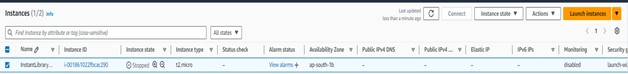 Instances (1/2) Info
Last updated
less than a minute ago
Connect
Instance state
Actions
Launch instances
Find Instance by attribute or tag (case-sensitive)
All states
1
Name
Instance ID
Instance state
Instance type
Status check
Alarm status
Availability Zone
Public IPv4 DNS
Public IPv4 ...
Elastic IP
IPv6 IPs
Monitoring
Security g
InstantLibrary...
Stopped
t2.micro
–
View alarms +
ap-south-1b
–
–
–
–
disabled
launch-wi